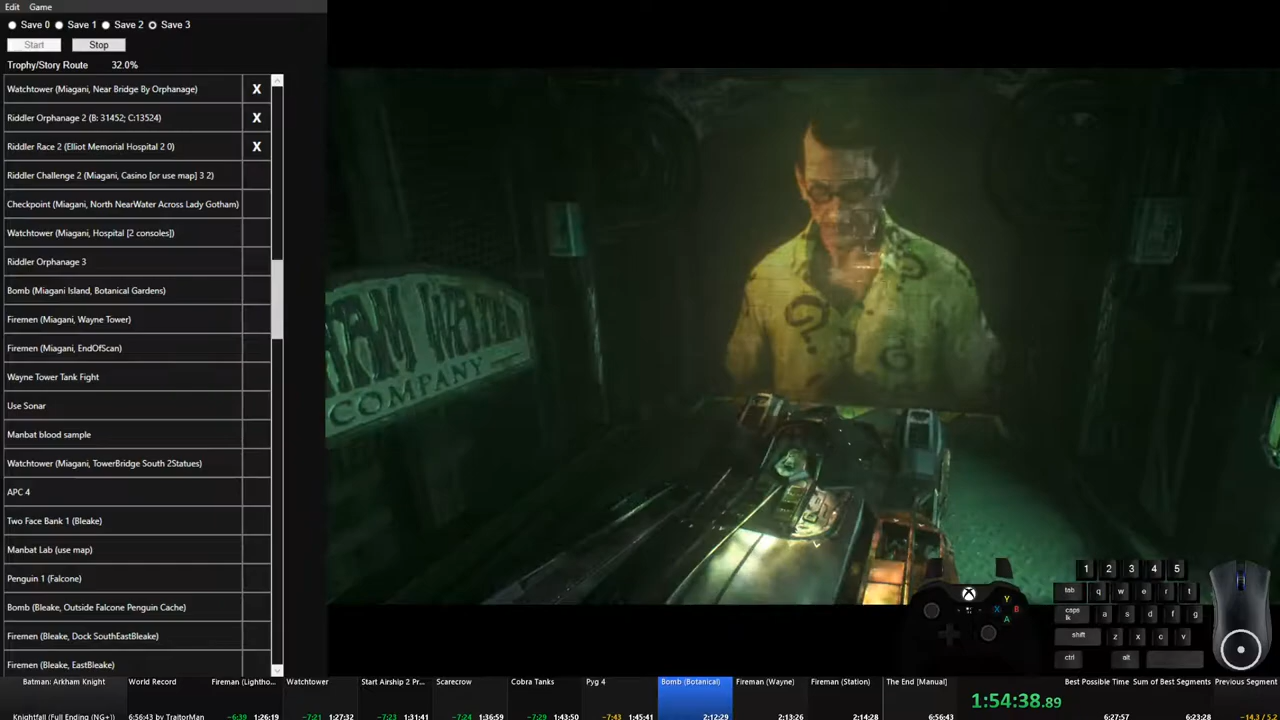 Edit Game
Save 0 Save 1 Save 2 Save 3
Start Stop
Trophy/Story Route 32.0%
Watchtower (Miagani, Near Bridge By Orphanage) X
Riddler Orphanage 2 (B: 31452; C:13524) X
Riddler Race 2 (Elliot Memorial Hospital 2 0) X
Riddler Challenge 2 (Miagani, Casino [or use map] 3 2)
Checkpoint (Miagani, North NearWater Across Lady Gotham)
Watchtower (Miagani, Hospital [2 consoles])
Riddler Orphanage 3
Bomb (Miagani Island, Botanical Gardens)
Firemen (Miagani, Wayne Tower)
Firemen (Miagani, EndOfScan)
Wayne Tower Tank Fight
Use Sonar
Manbat blood sample
Watchtower (Miagani, TowerBridge South 2Statues)
APC 4
Two Face Bank 1 (Bleake)
Manbat Lab (use map)
Penguin 1 (Falcone)
Bomb (Bleake, Outside Falcone Penguin Cache)
Firemen (Bleake, Dock SouthEastBleake)
Firemen (Bleake, EastBleake)
WATER
COMPANY
1 2 3 4 5
tab q w e r t
caps lk a s d f g
shift z x c v
ctrl alt
Y
X B
A
Batman: Arkham Knight World Record Fireman (Lightho... Watchtower Start Airship 2 Pr... Scarecrow Cobra Tanks Pyg 4 Bomb (Botanical) Fireman (Wayne) Fireman (Station) The End [Manual] 1:54:38.89 Best Possible Time Sum of Best Segments Previous Segment
Knightfall (Full Ending (NG+)) 6:56:43 by TraitorMan -6:39 1:26:19 -7:21 1:27:32 -7:23 1:31:41 -7:24 1:36:59 -7:29 1:43:50 -7:43 1:45:41 2:12:29 2:13:26 2:14:28 6:56:43 6:27:57 6:23:28 -14.3 / 5.2